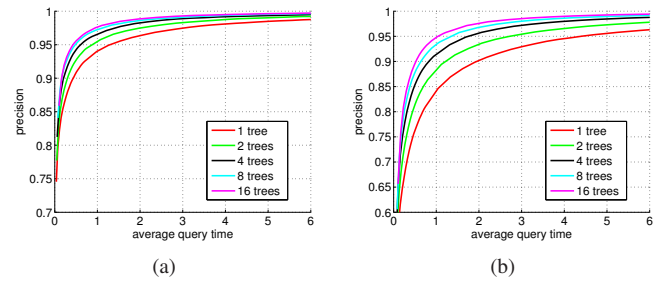 1
0.95
0.9
0.85
0.8
0.75
0.7
precision
0 1 2 3 4 5 6
average query time
1 tree
2 trees
4 trees
8 trees
16 trees
(a)
1
0.95
0.9
0.85
0.8
0.75
0.7
0.65
0.6
precision
0 1 2 3 4 5 6
average query time
1 tree
2 trees
4 trees
8 trees
16 trees
(b)